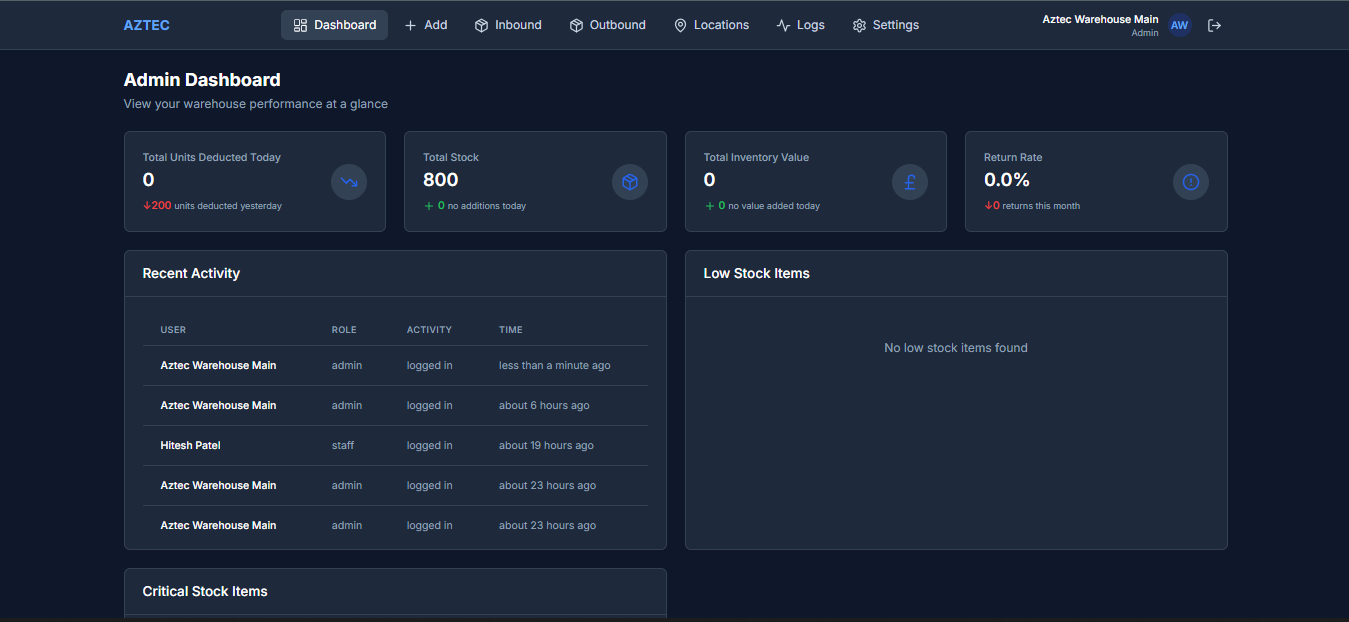 AZTEC Dashboard Add Inbound Outbound Locations Logs Settings Aztec Warehouse Main AW
Admin
Admin Dashboard
View your warehouse performance at a glance
Total Units Deducted Today
0
↓200 units deducted yesterday
Total Stock
800
+ 0 no additions today
Total Inventory Value
0
£
+ 0 no value added today
Return Rate
0.0%
↓0 returns this month
Recent Activity
USER ROLE ACTIVITY TIME
Aztec Warehouse Main admin logged in less than a minute ago
Aztec Warehouse Main admin logged in about 6 hours ago
Hitesh Patel staff logged in about 19 hours ago
Aztec Warehouse Main admin logged in about 23 hours ago
Aztec Warehouse Main admin logged in about 23 hours ago
Low Stock Items
No low stock items found
Critical Stock Items